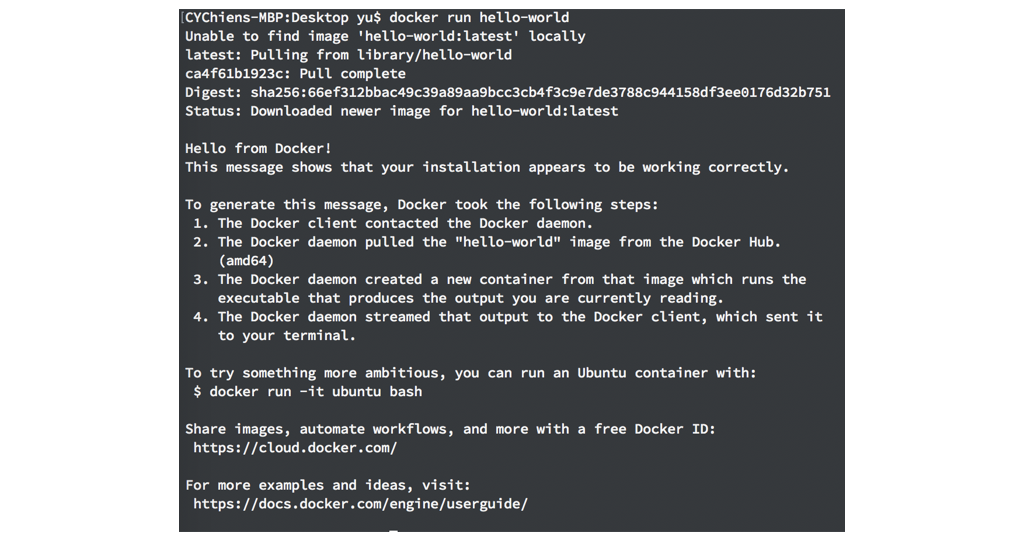 [CYChiens-MBP:Desktop yu$ docker run hello-world
Unable to find image 'hello-world:latest' locally
latest: Pulling from library/hello-world
ca4f61b1923c: Pull complete
Digest: sha256:66ef312bbac49c39a89aa9bcc3cb4f3c9e7de3788c944158df3ee0176d32b751
Status: Downloaded newer image for hello-world:latest

Hello from Docker!
This message shows that your installation appears to be working correctly.

To generate this message, Docker took the following steps:
 1. The Docker client contacted the Docker daemon.
 2. The Docker daemon pulled the "hello-world" image from the Docker Hub.
    (amd64)
 3. The Docker daemon created a new container from that image which runs the
    executable that produces the output you are currently reading.
 4. The Docker daemon streamed that output to the Docker client, which sent it
    to your terminal.

To try something more ambitious, you can run an Ubuntu container with:
 $ docker run -it ubuntu bash

Share images, automate workflows, and more with a free Docker ID:
 https://cloud.docker.com/

For more examples and ideas, visit:
 https://docs.docker.com/engine/userguide/